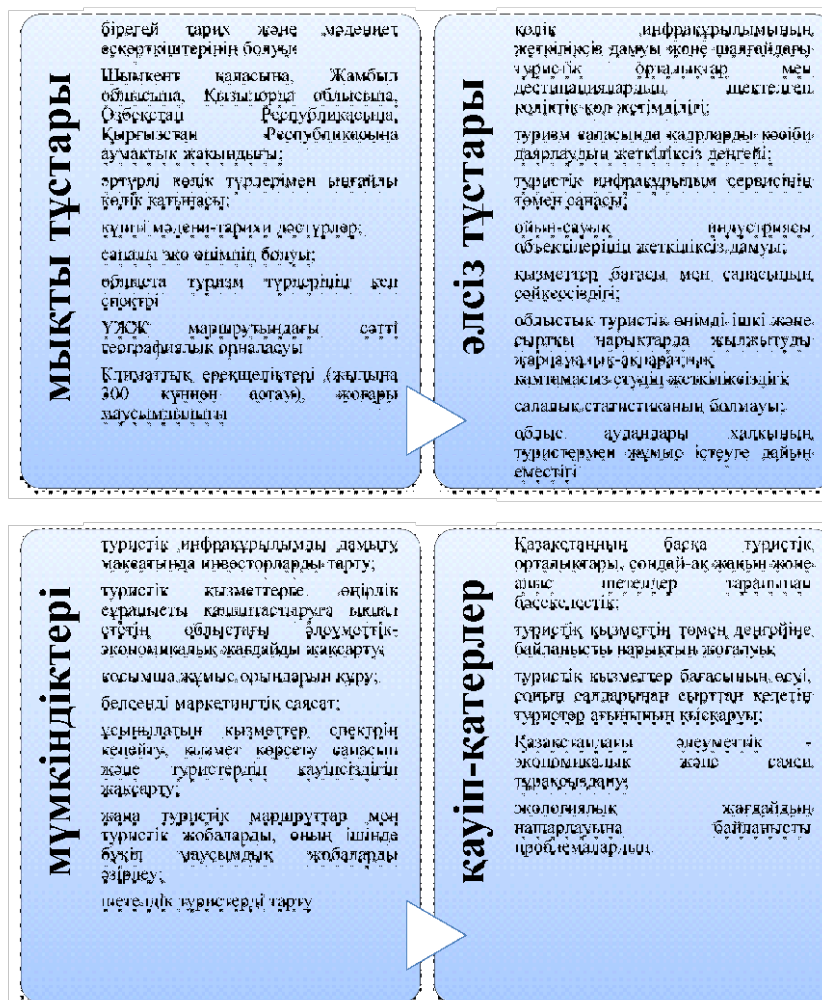 мықты тұстары
бірегей тарих және мәдениет
ескерткіштерінің болуы
Шымкент қаласына, Жамбыл
облысына, Қызылорда облысына,
Өзбекстан Республикасына,
Қырғызстан Республикасына
аумақтық жақындығы;
әртүрлі көлік түрлерімен ыңғайлы
көлік қатынасы;
күшті мәдени-тарихи дәстүрлер;
сапалы эко өнімнің болуы;
облыста туризм түрлерінің кең
спектрі
ҮЖЖ маршрутындағы сәтті
географиялық орналасуы
Климаттық ерекшеліктері (жылына
300 күннен астам), жоғары
маусымдылығы
әлсіз тұстары
көлік инфрақұрылымының
жеткіліксіз дамуы және шалғайдағы
туристік орталықтар мен
дестинациялардың шектелген
көліктік қол жетімділігі;
туризм саласында кадрларды кәсіби
даярлаудың жеткіліксіз деңгейі;
туристік инфрақұрылым сервисінің
төмен сапасы;
ойын-сауық индустриясы
объектілерінің жеткіліксіз дамуы;
қызметтер бағасы мен сапасының
сәйкессіздігі;
облыстық туристік өнімді ішкі және
сыртқы нарықтарда жылжытуды
жарнамалық-ақпараттық
қамтамасыз етудің жеткіліксіздігі
салалық статистиканың болмауы;
облыс аудандары халқының
туристермен жұмыс істеуге дайын
еместігі
мүмкіндіктері
туристік инфрақұрылымды дамыту
мақсатында инвесторларды тарту;
туристік қызметтерге өңірлік
сұранысты қалыптастыруға ықпал
ететін облыстағы әлеуметтік-
экономикалық жағдайды жақсарту;
қосымша жұмыс орындарын құру;
белсенді маркетингтік саясат;
ұсынылатын қызметтер спектрін
кеңейту, қызмет көрсету сапасын
және туристердің қауіпсіздігін
жақсарту;
жаңа туристік маршруттар мен
туристік жобаларды, оның ішінде
бүкіл маусымдық жобаларды
әзірлеу;
шетелдік туристерді тарту
қауіп-қатерлер
Қазақстанның басқа туристік
орталықтары, сондай-ақ жақын және
алыс шетелдер тарапынан
бәсекелестік;
туристік қызметтің төмен деңгейіне
байланысты нарықтың жоғалуы;
туристік қызметтер бағасының өсуі,
соның салдарынан сырттан келетін
туристер ағынының қысқаруы;
Қазақстандағы әлеуметтік -
экономикалық және саяси
тұрақсыздану;
экологиялық жағдайдың
нашарлауына байланысты
проблемалардың